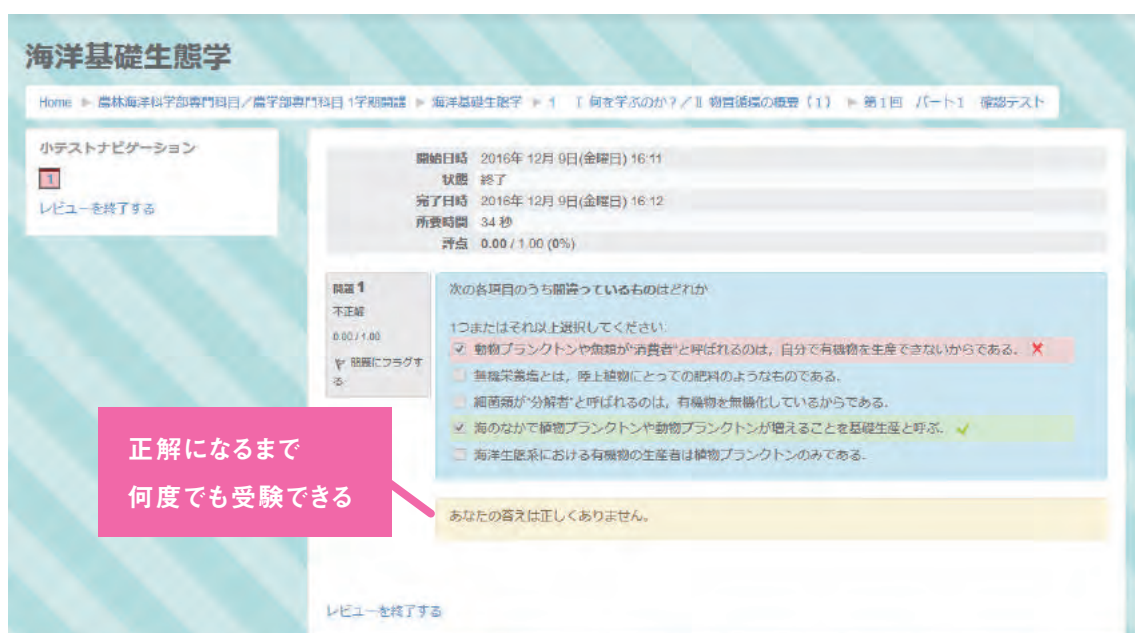 海洋基礎生態学
Home ▶ 農林海洋科学部専門科目/農学部専門科目 1学期開講 ▶ 海洋基礎生態学 ▶ 1 Ⅰ 何を学ぶのか?/Ⅱ 物質循環の概要（1） ▶ 第1回 パート1 確認テスト
小テストナビゲーション
1
レビューを終了する
開始日時 2016年 12月 9日(金曜日) 16:11
状態 終了
完了日時 2016年 12月 9日(金曜日) 16:12
所要時間 34 秒
評点 0.00 / 1.00 (0%)
問題 1
不正解
0.00 / 1.00
問題にフラグす
る
次の各項目のうち間違っているものはどれか
1つまたはそれ以上選択してください:
動物プランクトンや魚類が"消費者"と呼ばれるのは，自分で有機物を生産できないからである．
無機栄養塩とは，陸上植物にとっての肥料のようなものである．
細菌類が"分解者"と呼ばれるのは，有機物を無機化しているからである．
海のなかで植物プランクトンや動物プランクトンが増えることを基礎生産と呼ぶ．
海洋生態系における有機物の生産者は植物プランクトンのみである．
正解になるまで
何度でも受験できる
あなたの答えは正しくありません。
レビューを終了する